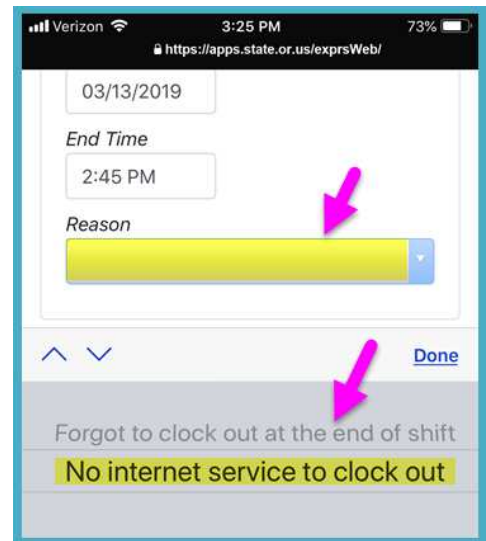 Verizon 3:25 PM 73%
https://apps.state.or.us/exprsWeb/
03/13/2019
End Time
2:45 PM
Reason
Done
Forgot to clock out at the end of shift
No internet service to clock out